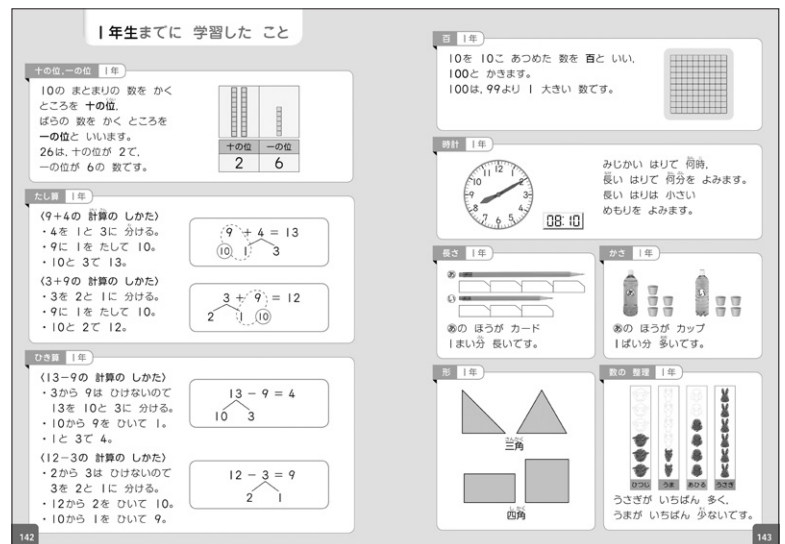 1年生までに 学習した こと
十の位,一の位 1年
10の まとまりの 数を かく
ところを 十の位,
ばらの 数を かく ところを
一の位と いいます。
26は,十の位が 2で,
一の位が 6の 数です。
十の位 一の位
2 6
たし算 1年
〈9+4の 計算の しかた〉
・4を 1と 3に 分ける。
・9に 1を たして 10。
・10と 3で 13。
9 + 4 = 13
10 1 3
〈3+9の 計算の しかた〉
・3を 2と 1に 分ける。
・9に 1を たして 10。
・10と 2で 12。
3 + 9 = 12
2 1 10
ひき算 1年
〈13-9の 計算の しかた〉
・3から 9は ひけないので
13を 10と 3に 分ける。
・10から 9を ひいて 1。
・1と 3で 4。
13 - 9 = 4
10 3
〈12-3の 計算の しかた〉
・2から 3は ひけないので
3を 2と 1に 分ける。
・12から 2を ひいて 10。
・10から 1を ひいて 9。
12 - 3 = 9
2 1
142
百 1年
10を 10こ あつめた 数を 百と いい,
100と かきます。
100は,99より 1 大きい 数です。
時計 1年
12
11 1
10 2
9 3
8 4
7 5
6
08:10
みじかい はりで 何時,
長い はりで 何分を よみます。
長い はりは 小さい
めもりを よみます。
長さ 1年
あ
い
あの ほうが カード
1まい分 長いです。
かさ 1年
あ い
あの ほうが カップ
1ぱい分 多いです。
形 1年
三角
四角
数の 整理 1年
ひつじ うま あひる うさぎ
うさぎが いちばん 多く,
うまが いちばん 少ないです。
143